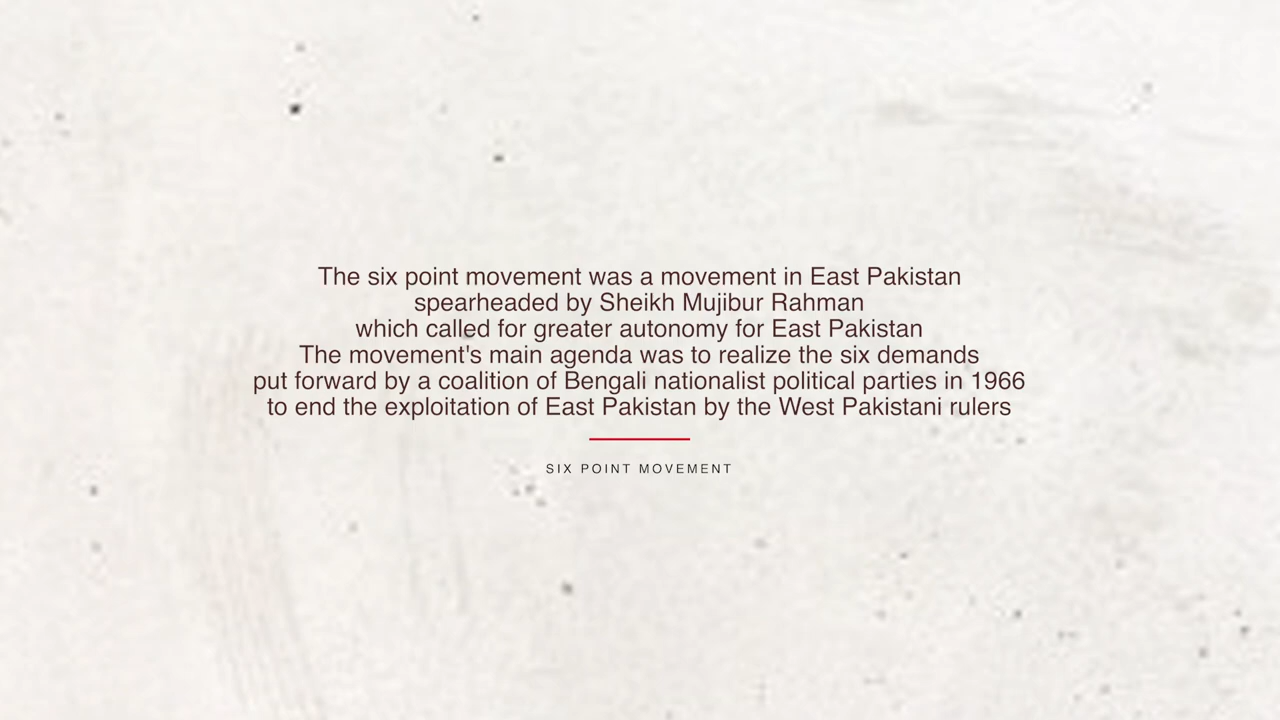 The six point movement was a movement in East Pakistan
spearheaded by Sheikh Mujibur Rahman
which called for greater autonomy for East Pakistan
The movement's main agenda was to realize the six demands
put forward by a coalition of Bengali nationalist political parties in 1966
to end the exploitation of East Pakistan by the West Pakistani rulers
SIX POINT MOVEMENT